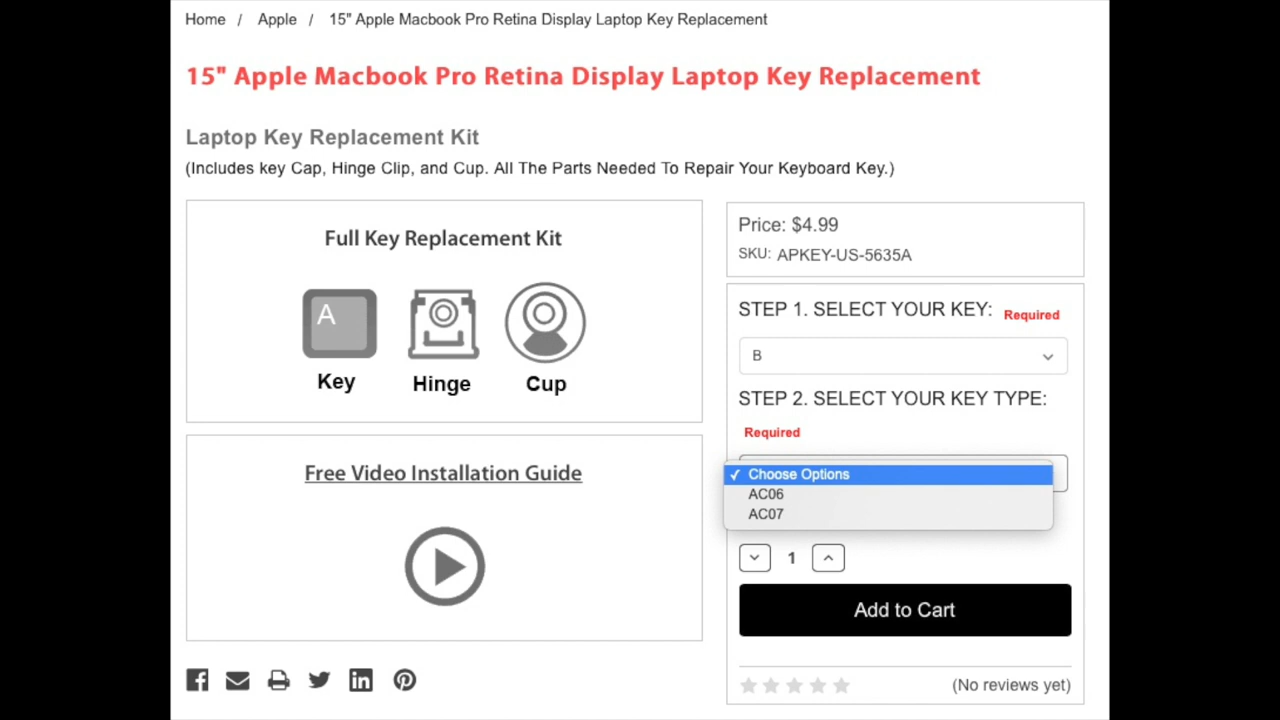 Home / Apple / 15" Apple Macbook Pro Retina Display Laptop Key Replacement
15" Apple Macbook Pro Retina Display Laptop Key Replacement
Laptop Key Replacement Kit
(Includes key Cap, Hinge Clip, and Cup. All The Parts Needed To Repair Your Keyboard Key.)
Full Key Replacement Kit
A
Key Hinge Cup
Free Video Installation Guide
Price: $4.99
SKU: APKEY-US-5635A
STEP 1. SELECT YOUR KEY: Required
B
STEP 2. SELECT YOUR KEY TYPE:
Required
✓ Choose Options
AC06
AC07
1
Add to Cart
(No reviews yet)